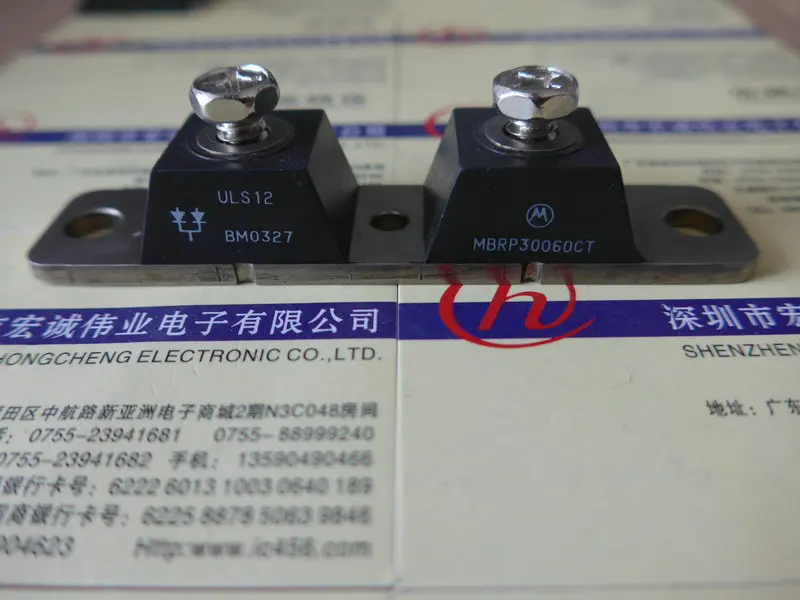 ULS12
BM0327
MBRP30060CT
宏诚伟业电子有限公司
HONGCHENG ELECTRONIC CO.,LTD.
田区中航路新亚洲电子商城2期N3C048房间
0755-23941681 0755-88999240
0755-23941682 手机: 13590490466
银行卡号: 6222 6013 1003 0640 189
商银行卡号: 6225 8878 5063 9846
004623 Http:www.ic458.com
深圳市宏
SHENZHEN
地址: 广东